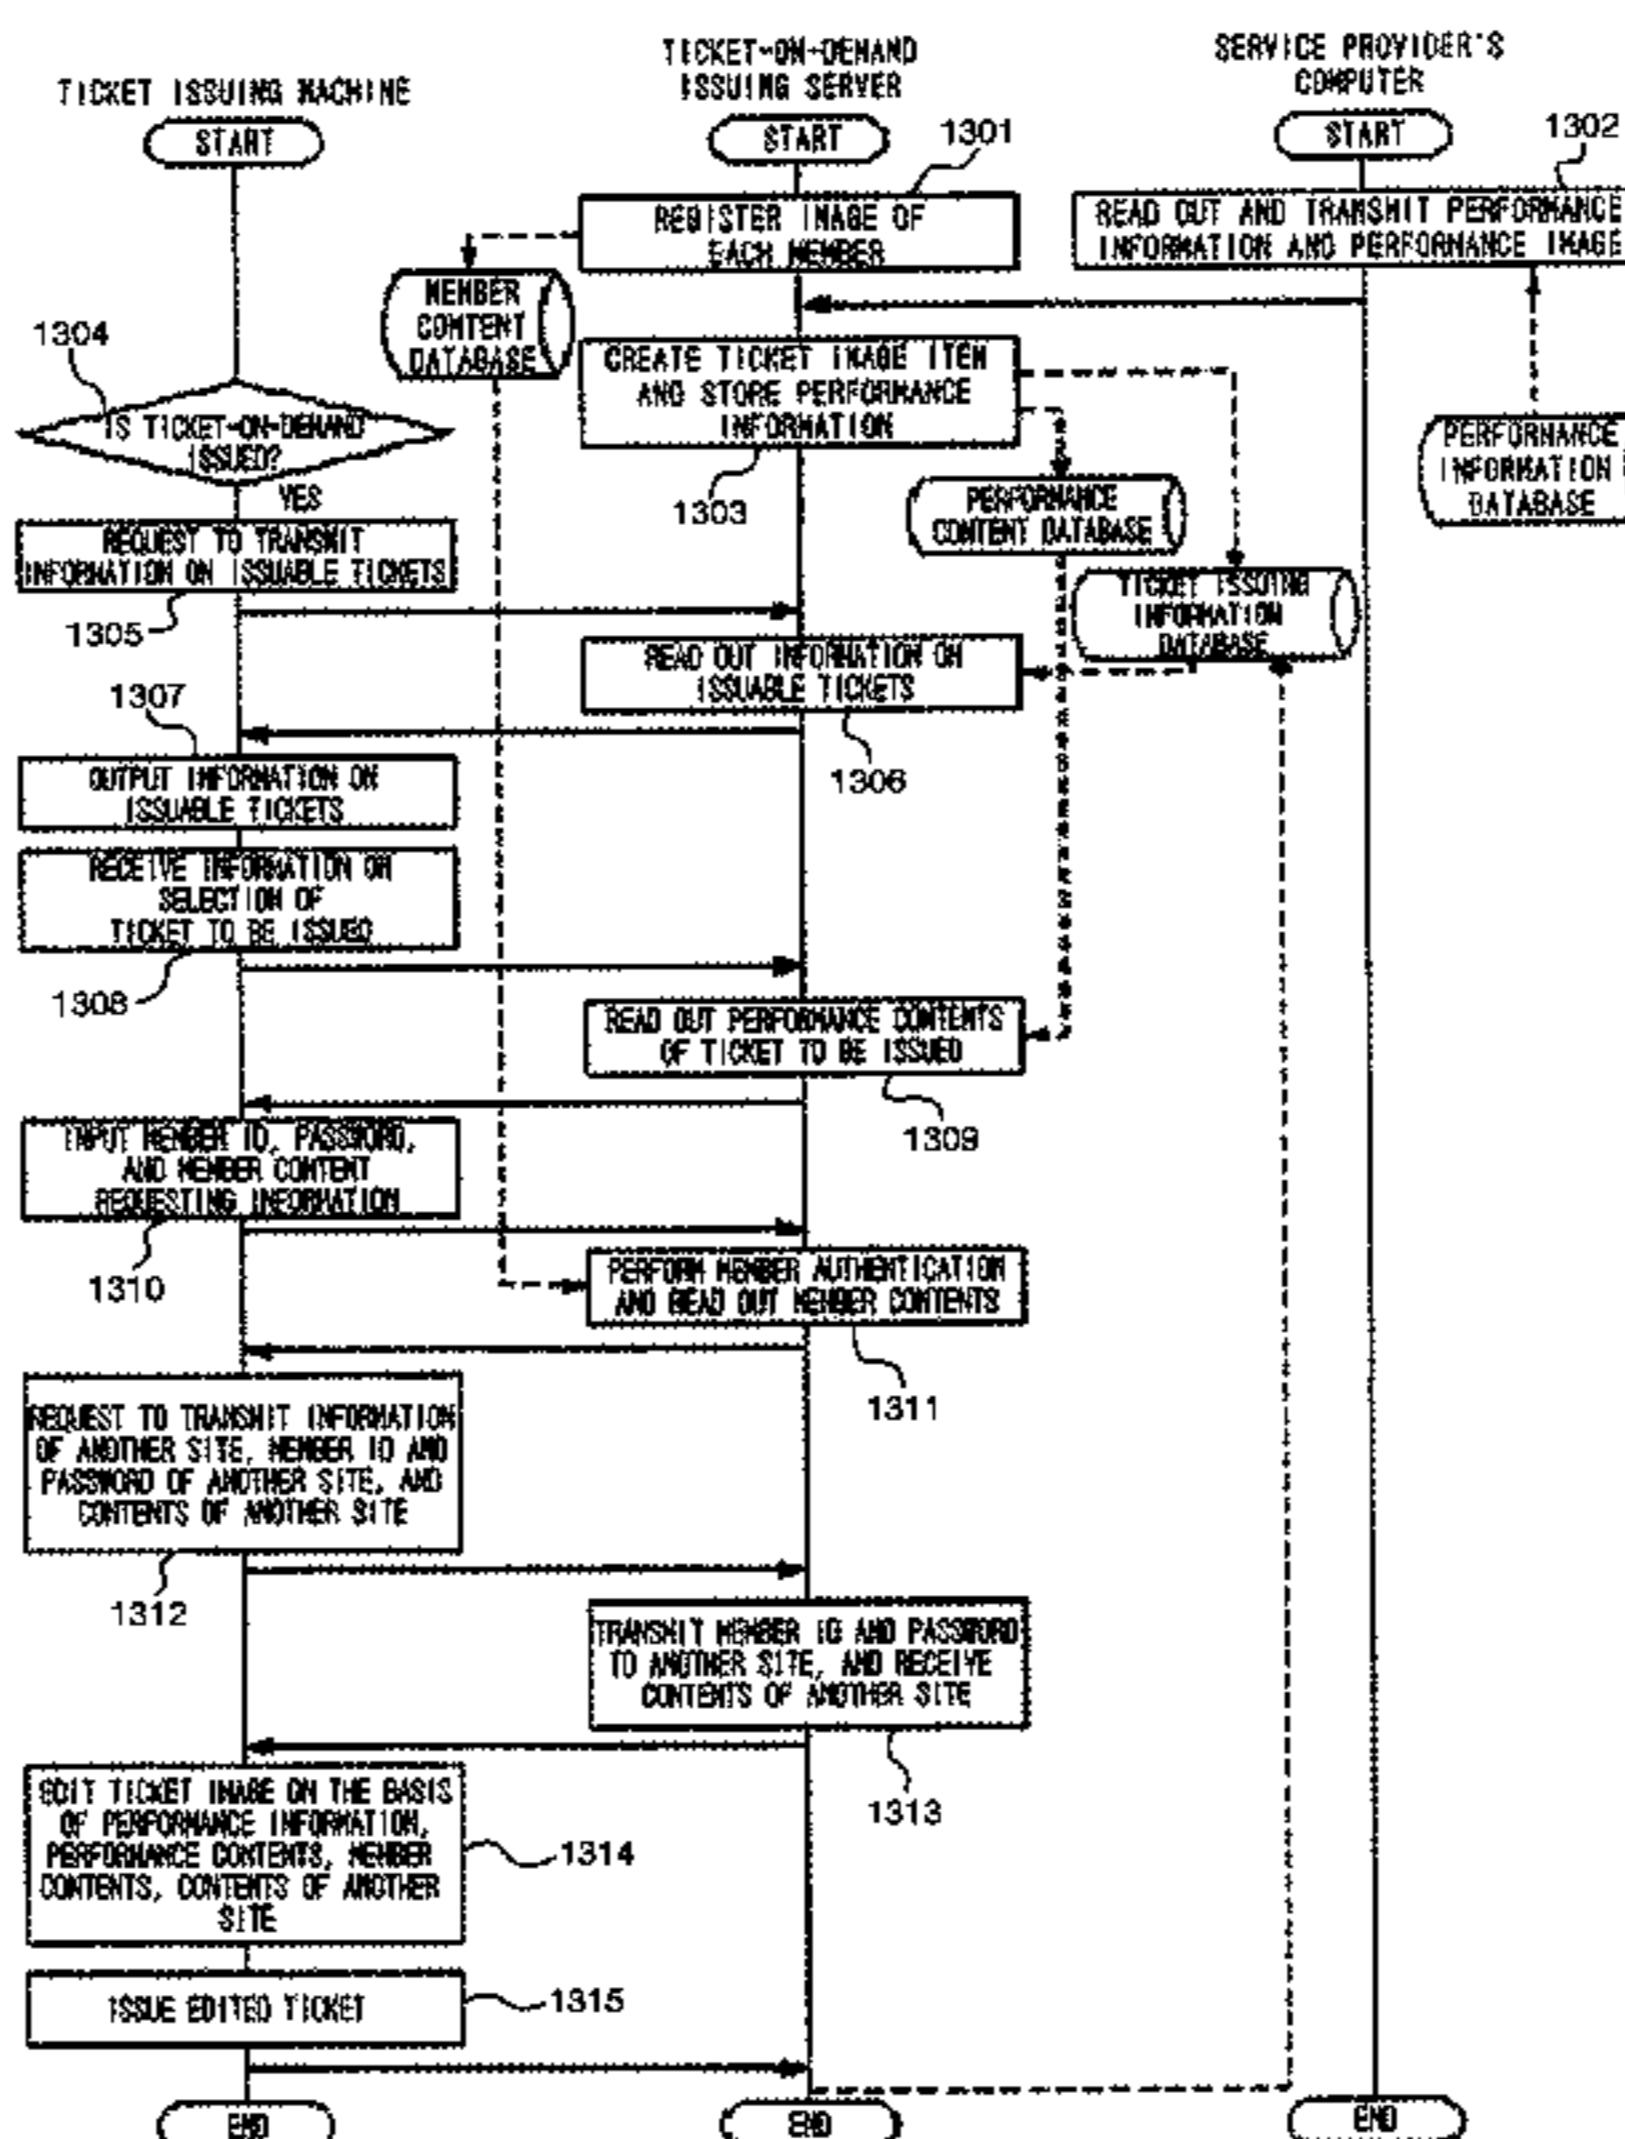 TICKET ISSUING MACHINE
START
TICKET-ON-DEMAND
ISSUING SERVER
START
SERVICE PROVIDER'S
COMPUTER
START
1301
1302
REGISTER IMAGE OF
EACH MEMBER
READ OUT AND TRANSMIT PERFORMANCE
INFORMATION AND PERFORMANCE IMAGE
MEMBER
CONTENT
DATABASE
1304
IS TICKET-ON-DEMAND
ISSUED?
YES
CREATE TICKET IMAGE ITEM
AND STORE PERFORMANCE
INFORMATION
1303
PERFORMANCE
CONTENT DATABASE
PERFORMANCE
INFORMATION
DATABASE
REQUEST TO TRANSMIT
INFORMATION ON ISSUABLE TICKETS
1305
TICKET ISSUING
INFORMATION
DATABASE
READ OUT INFORMATION ON
ISSUABLE TICKETS
1306
1307
OUTPUT INFORMATION ON
ISSUABLE TICKETS
RECEIVE INFORMATION ON
SELECTION OF
TICKET TO BE ISSUED
1308
READ OUT PERFORMANCE CONTENTS
OF TICKET TO BE ISSUED
1309
INPUT MEMBER ID, PASSWORD,
AND MEMBER CONTENT
REQUESTING INFORMATION
1310
PERFORM MEMBER AUTHENTICATION
AND READ OUT MEMBER CONTENTS
1311
REQUEST TO TRANSMIT INFORMATION
OF ANOTHER SITE, MEMBER ID AND
PASSWORD OF ANOTHER SITE, AND
CONTENTS OF ANOTHER SITE
1312
TRANSMIT MEMBER ID AND PASSWORD
TO ANOTHER SITE, AND RECEIVE
CONTENTS OF ANOTHER SITE
1313
EDIT TICKET IMAGE ON THE BASIS
OF PERFORMANCE INFORMATION,
PERFORMANCE CONTENTS, MEMBER
CONTENTS, CONTENTS OF ANOTHER
SITE
1314
ISSUE EDITED TICKET
1315
END
END
END